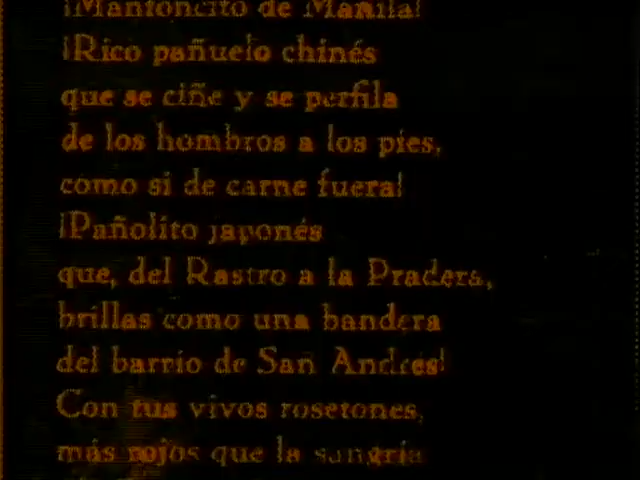 ¡Mantoncito de Manila!
¡Rico pañuelo chinés
que se ciñe y se perfila
de los hombros a los pies,
como si de carne fuera!
¡Pañolito japonés
que, del Rastro a la Pradera,
brillas como una bandera
del barrio de San Andrés!
Con tus vivos rosetones,
más rojos que la sangría